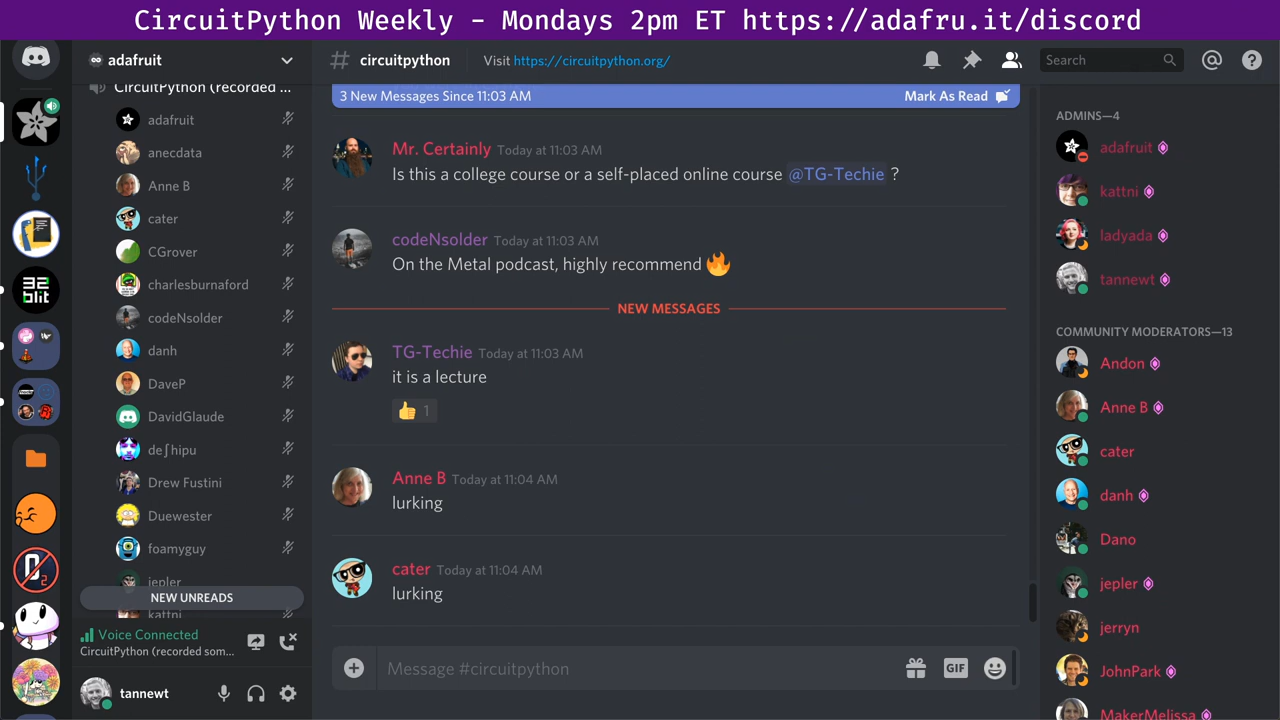 CircuitPython Weekly - Mondays 2pm ET https://adafru.it/discord
adafruit
CircuitPython (recorded ...
adafruit
anecdata
Anne B
cater
CGrover
charlesburnaford
codeNsolder
danh
DaveP
DavidGlaude
de∫hipu
Drew Fustini
Duewester
foamyguy
jepler
kattni
NEW UNREADS
Voice Connected
CircuitPython (recorded som...
tannewt
32
blit
# circuitpython
Visit https://circuitpython.org/
Search
3 New Messages Since 11:03 AM
Mark As Read
Mr. Certainly Today at 11:03 AM
Is this a college course or a self-placed online course @TG-Techie ?
codeNsolder Today at 11:03 AM
On the Metal podcast, highly recommend 🔥
NEW MESSAGES
TG-Techie Today at 11:03 AM
it is a lecture
👍 1
Anne B Today at 11:04 AM
lurking
cater Today at 11:04 AM
lurking
Message #circuitpython
GIF
ADMINS—4
adafruit
kattni
ladyada
tannewt
COMMUNITY MODERATORS—13
Andon
Anne B
cater
danh
Dano
jepler
jerryn
JohnPark
MakerMelissa